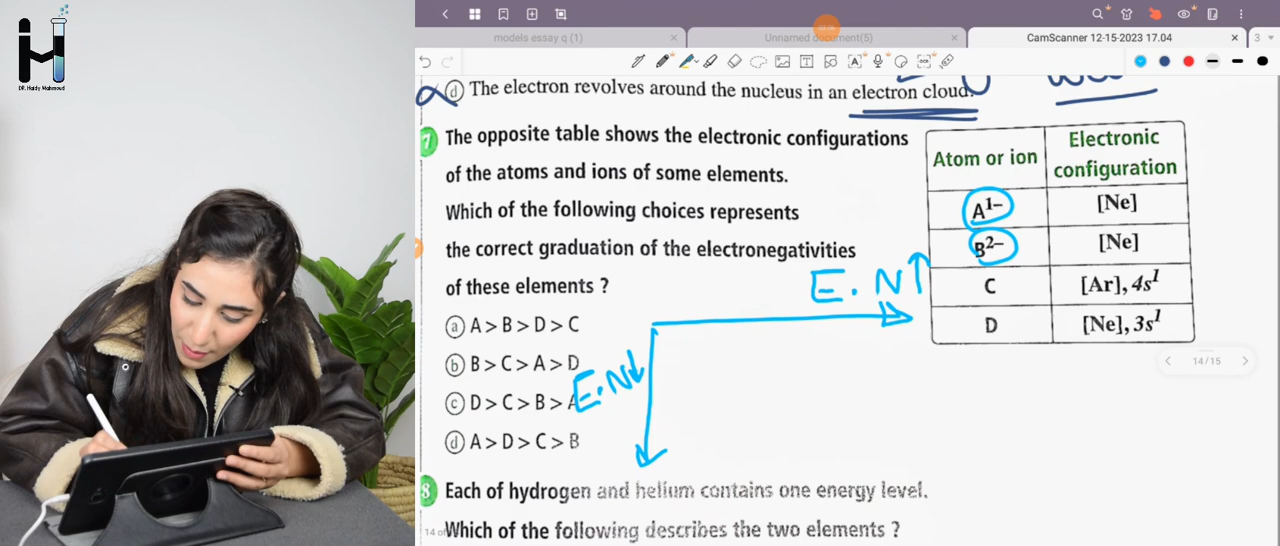 H
DR. Haidy Mahmoud
models essay q (1)
Unnamed document(5)
CamScanner 12-15-2023 17.04
3
ⓓ The electron revolves around the nucleus in an electron cloud.
7 The opposite table shows the electronic configurations
of the atoms and ions of some elements.
Which of the following choices represents
the correct graduation of the electronegativities
of these elements ?
ⓐ A > B > D > C
ⓑ B > C > A > D
ⓒ D > C > B > A
ⓓ A > D > C > B
E.N↑
E.N↓
Atom or ion Electronic configuration
A¹⁻ [Ne]
B²⁻ [Ne]
C [Ar], 4s¹
D [Ne], 3s¹
14/15
8 Each of hydrogen and helium contains one energy level.
14 of
Which of the following describes the two elements ?